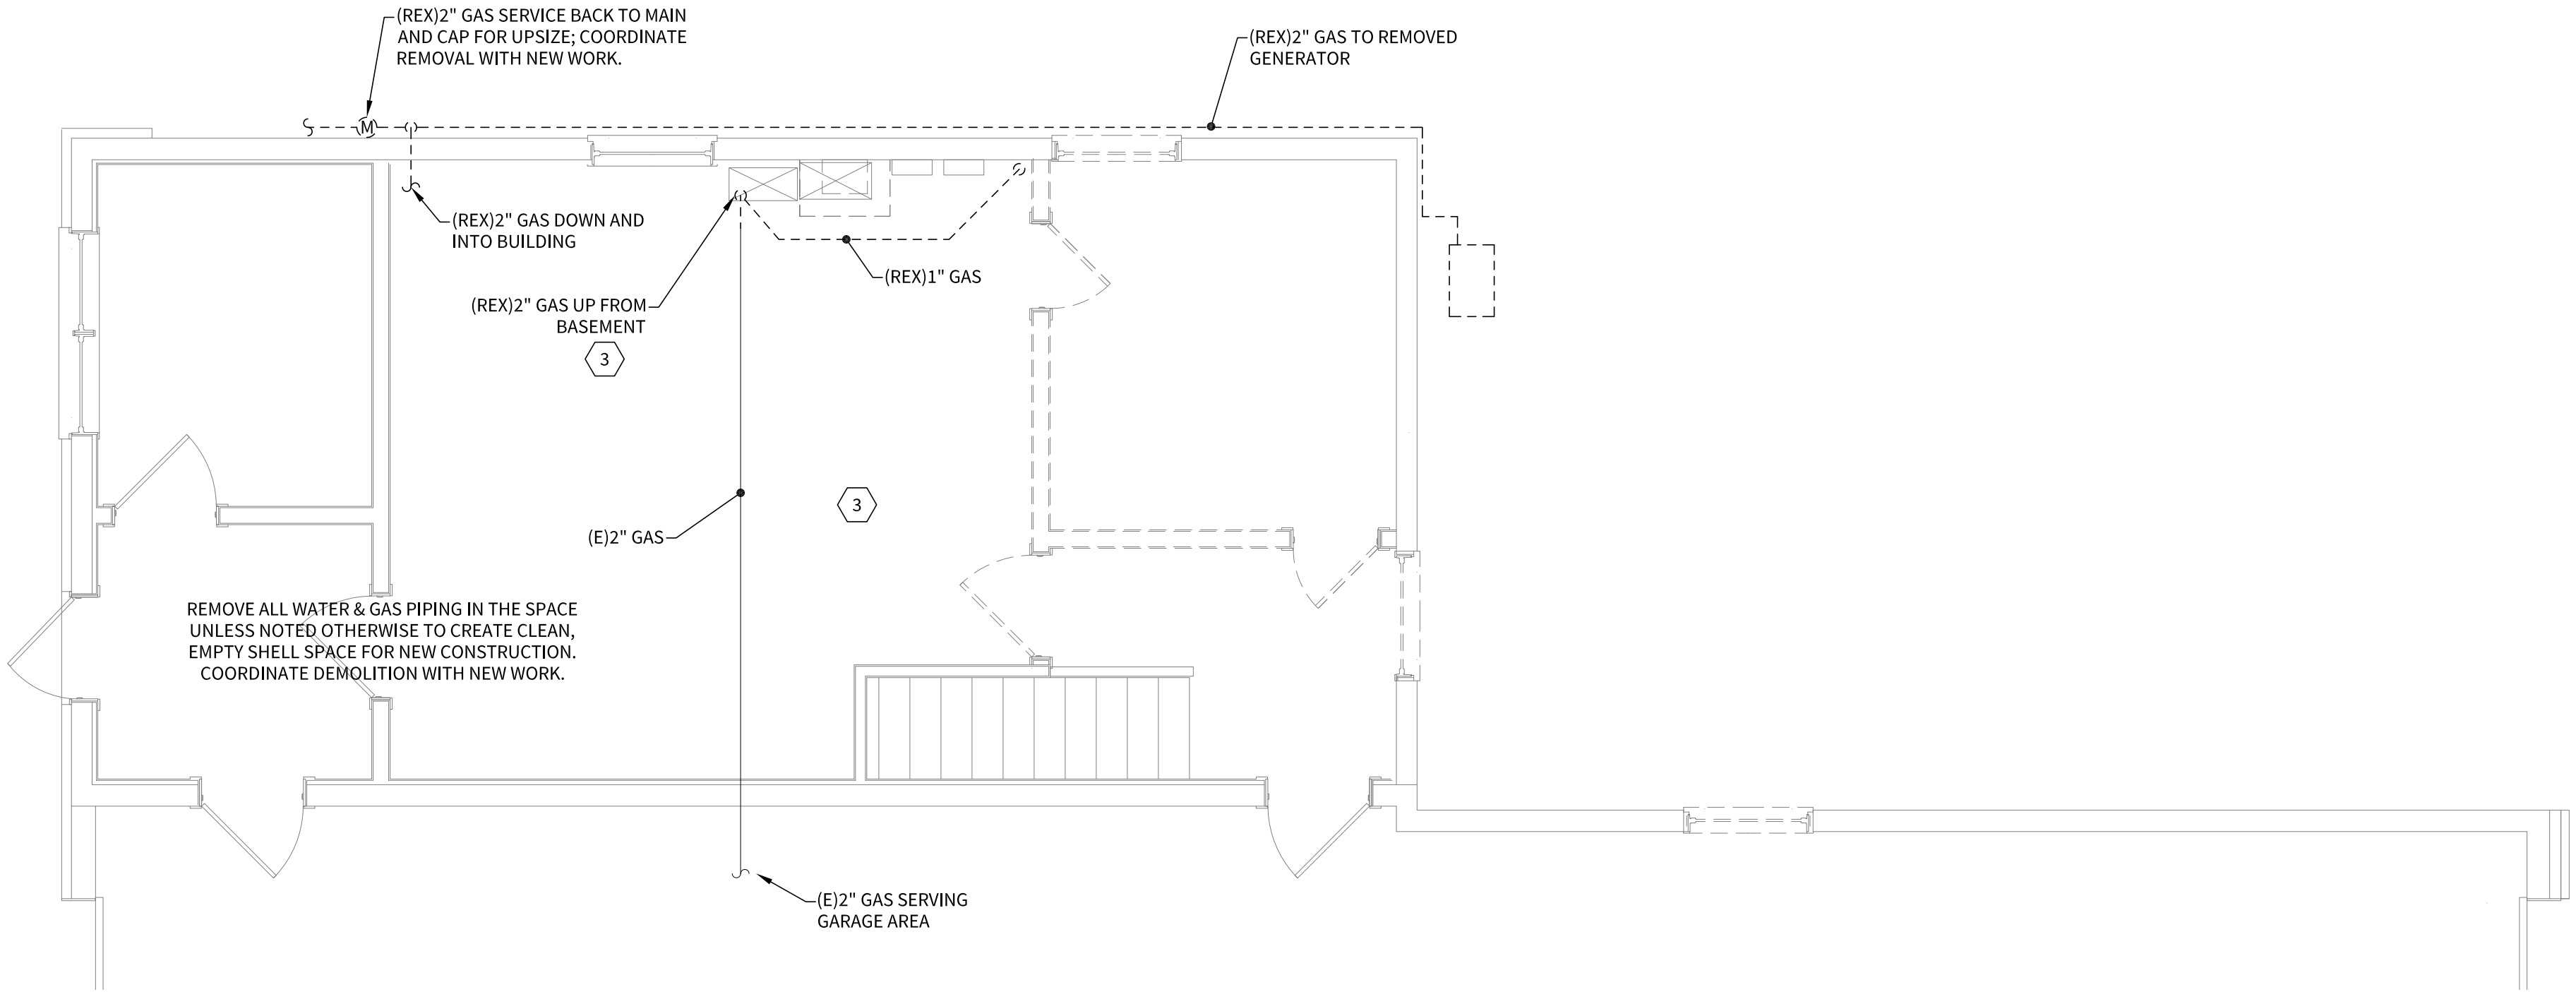 (REX)2" GAS SERVICE BACK TO MAIN
AND CAP FOR UPSIZE; COORDINATE
REMOVAL WITH NEW WORK.
(REX)2" GAS TO REMOVED
GENERATOR
M
(REX)2" GAS DOWN AND
INTO BUILDING
(REX)1" GAS
(REX)2" GAS UP FROM
BASEMENT
3
3
(E)2" GAS
REMOVE ALL WATER & GAS PIPING IN THE SPACE
UNLESS NOTED OTHERWISE TO CREATE CLEAN,
EMPTY SHELL SPACE FOR NEW CONSTRUCTION.
COORDINATE DEMOLITION WITH NEW WORK.
(E)2" GAS SERVING
GARAGE AREA